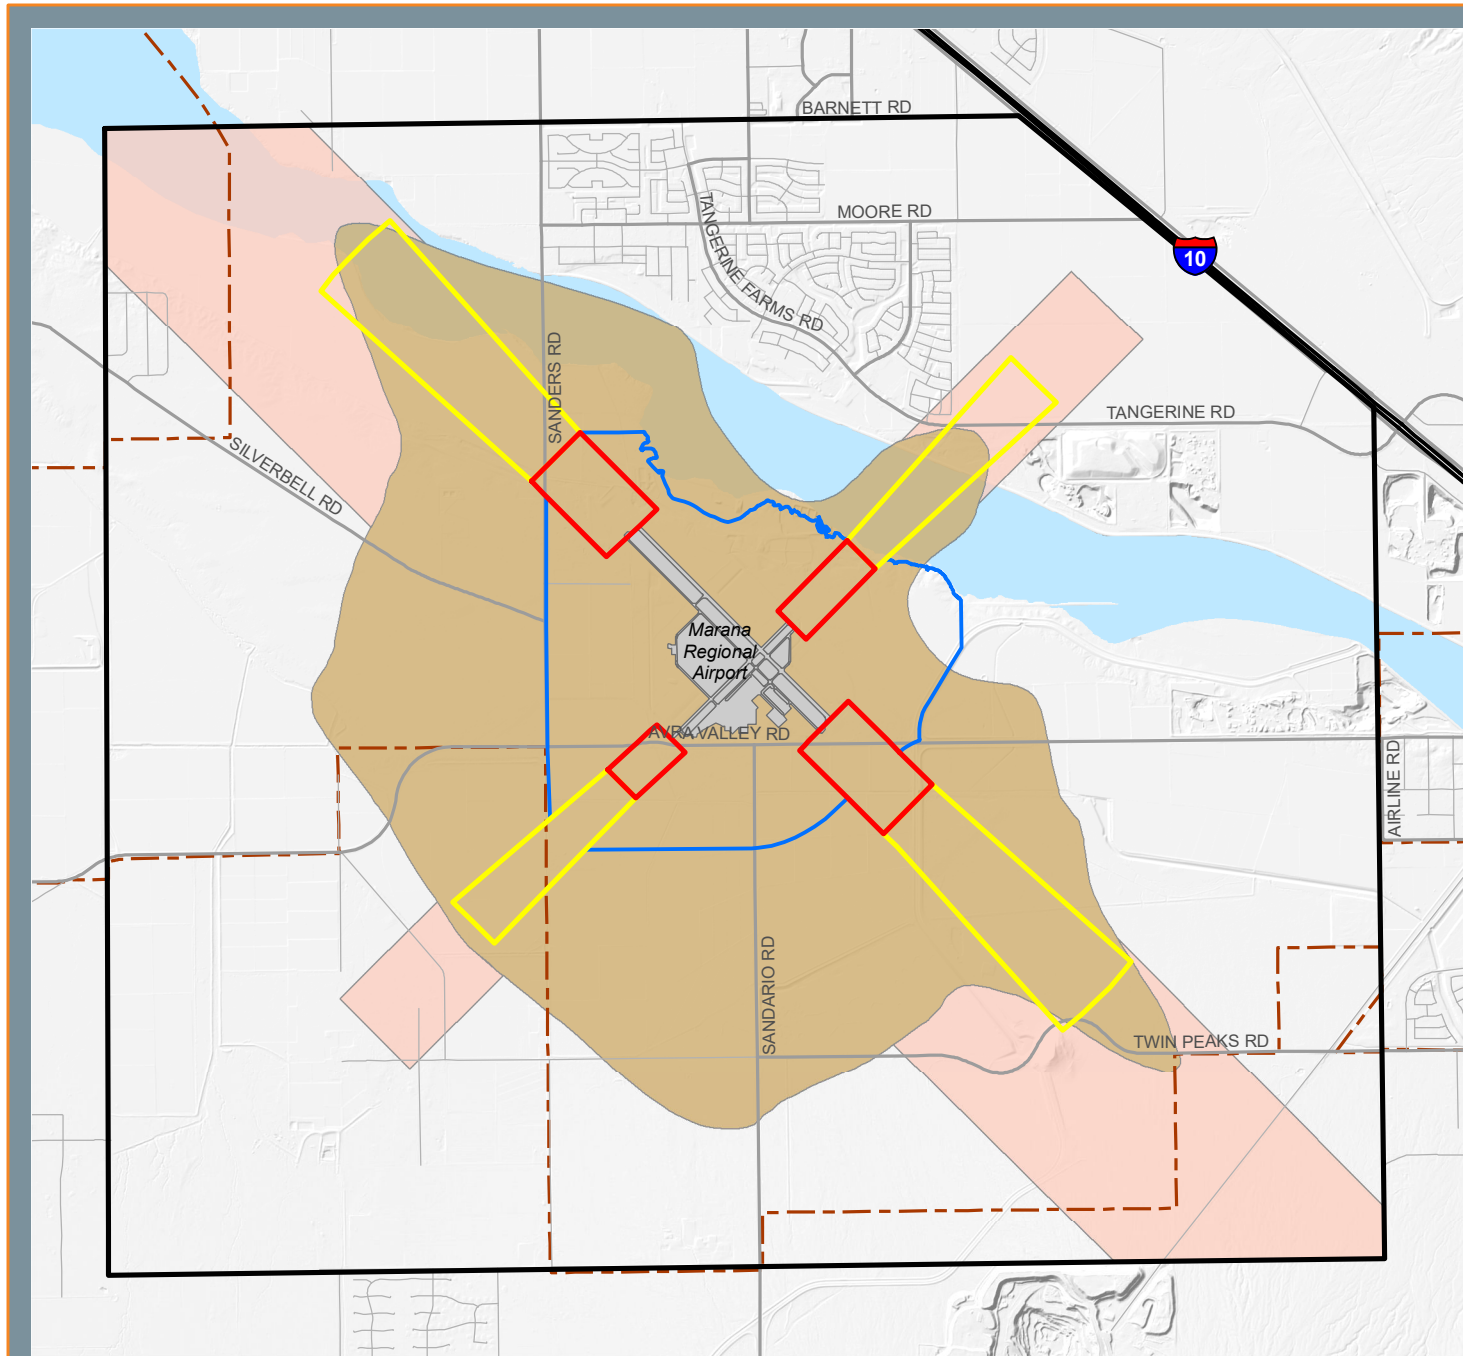 BARNETT RD
MOORE RD
TANGERINE FARMS RD
10
SANDERS RD
TANGERINE RD
SILVERBELL RD
Marana
Regional
Airport
AVRA VALLEY RD
AIRLINE RD
SANDARIO RD
TWIN PEAKS RD